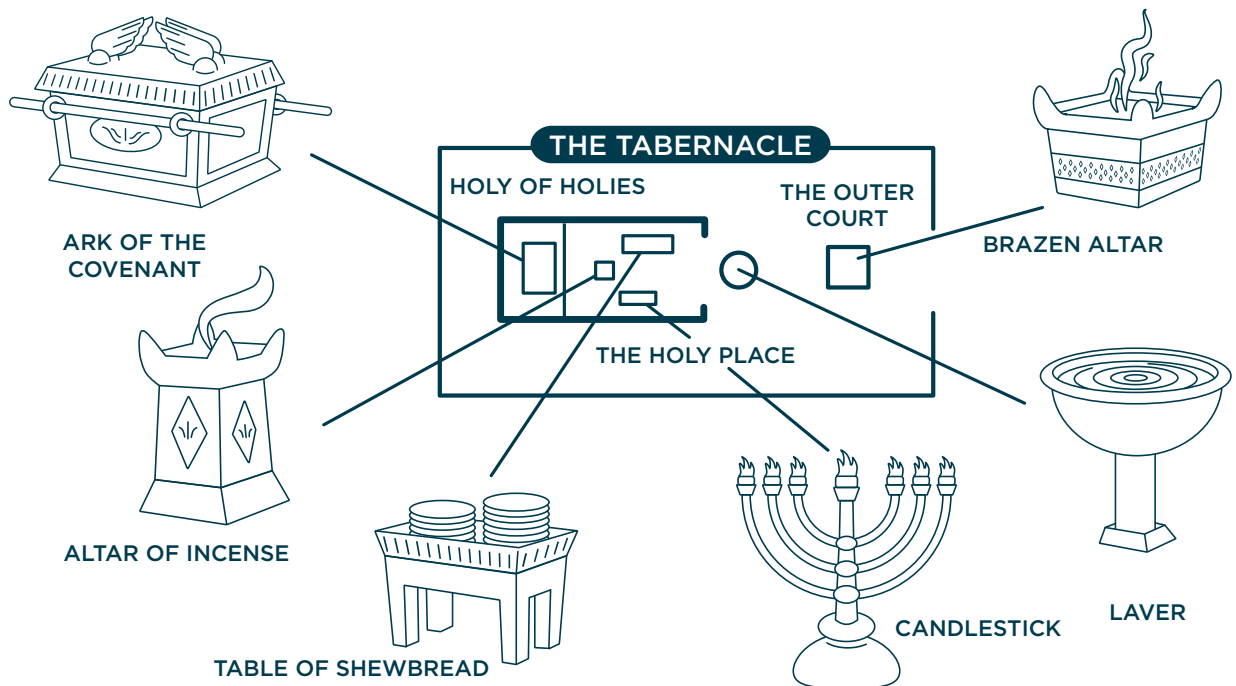 THE TABERNACLE
HOLY OF HOLIES
THE OUTER
COURT
ARK OF THE
COVENANT
BRAZEN ALTAR
THE HOLY PLACE
ALTAR OF INCENSE
LAVER
CANDLESTICK
TABLE OF SHEWBREAD